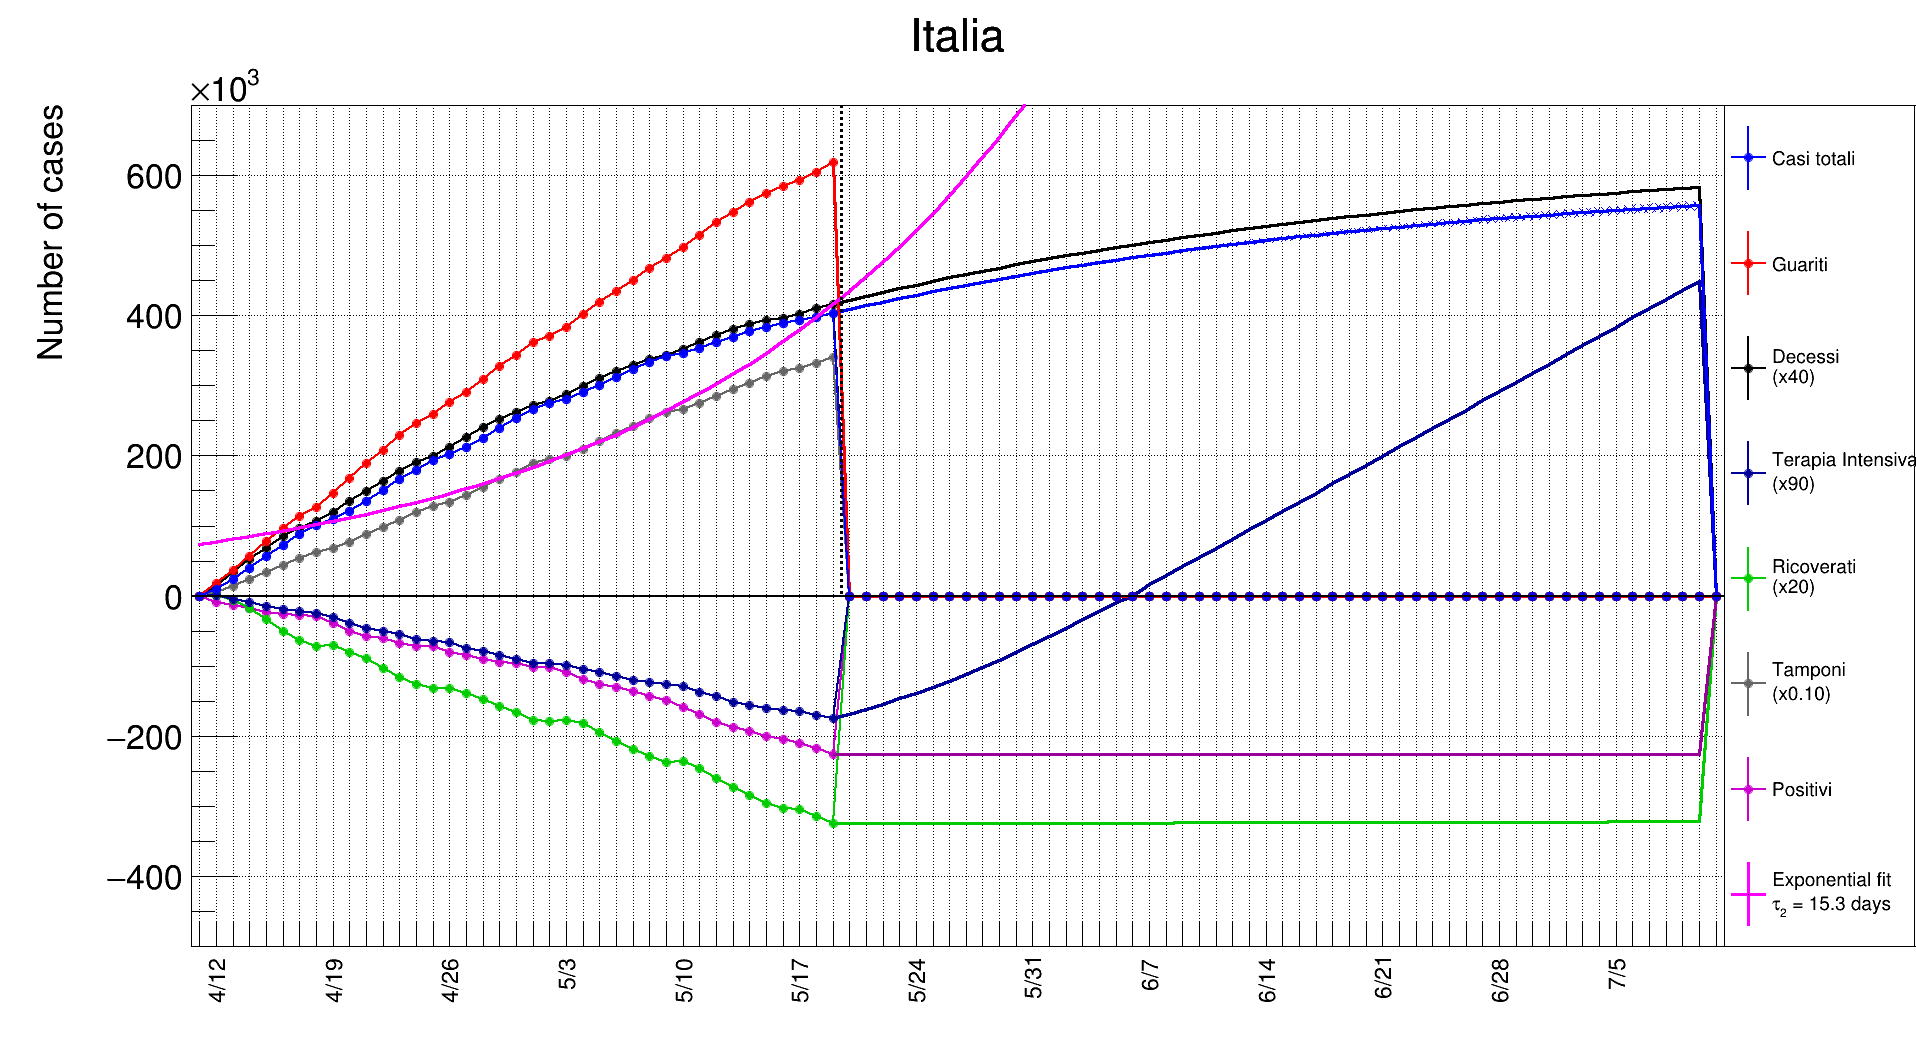 Italia
×10³
Number of cases
600
400
200
0
−200
−400
4/12
4/19
4/26
5/3
5/10
5/17
5/24
5/31
6/7
6/14
6/21
6/28
7/5
Casi totali
Guariti
Decessi
(x40)
Terapia Intensiva
(x90)
Ricoverati
(x20)
Tamponi
(x0.10)
Positivi
Exponential fit
τ₂ = 15.3 days